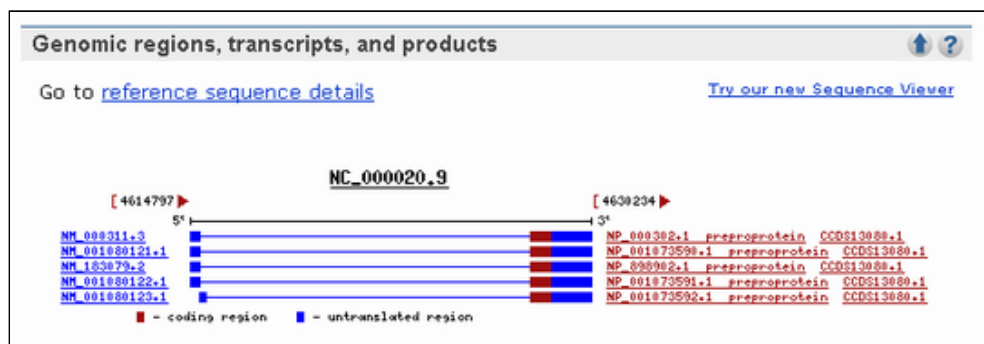 Genomic regions, transcripts, and products
Go to reference sequence details
Try our new Sequence Viewer
NC_000020.9
[ 4614797
[ 4630234
5' 3'
NM_000311.3 NP_000302.1 preproprotein CCDS13080.1
NM_001080121.1 NP_001073590.1 preproprotein CCDS13080.1
NM_183079.2 NP_898902.1 preproprotein CCDS13080.1
NM_001080122.1 NP_001073591.1 preproprotein CCDS13080.1
NM_001080123.1 NP_001073592.1 preproprotein CCDS13080.1
- coding region - untranslated region